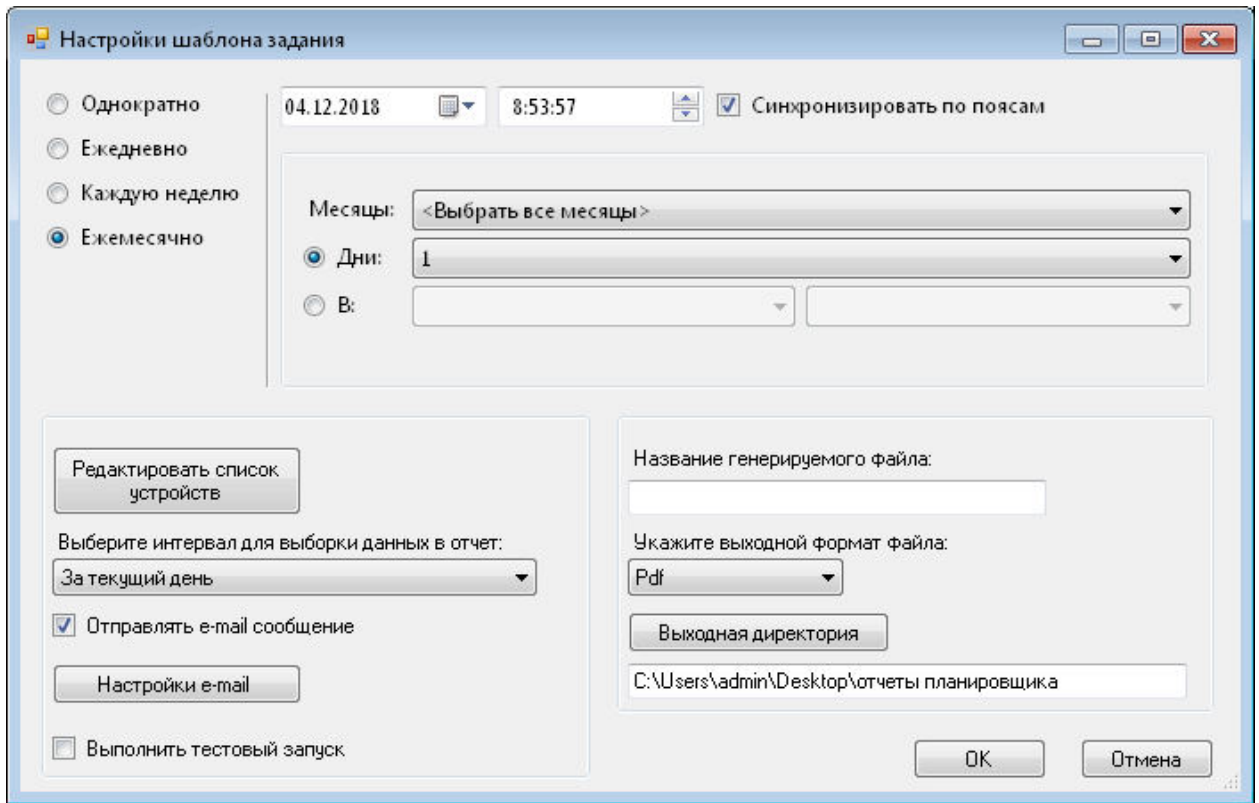 Настройки шаблона задания
Однократно
Ежедневно
Каждую неделю
Ежемесячно
04.12.2018
8:53:57
Синхронизировать по поясам
Месяцы:
<Выбрать все месяцы>
Дни:
1
В:
Редактировать список
устройств
Выберите интервал для выборки данных в отчет:
За текущий день
Отправлять e-mail сообщение
Настройки e-mail
Выполнить тестовый запуск
Название генерируемого файла:
Укажите выходной формат файла:
Pdf
Выходная директория
C:\Users\admin\Desktop\отчеты планировщика
OK
Отмена